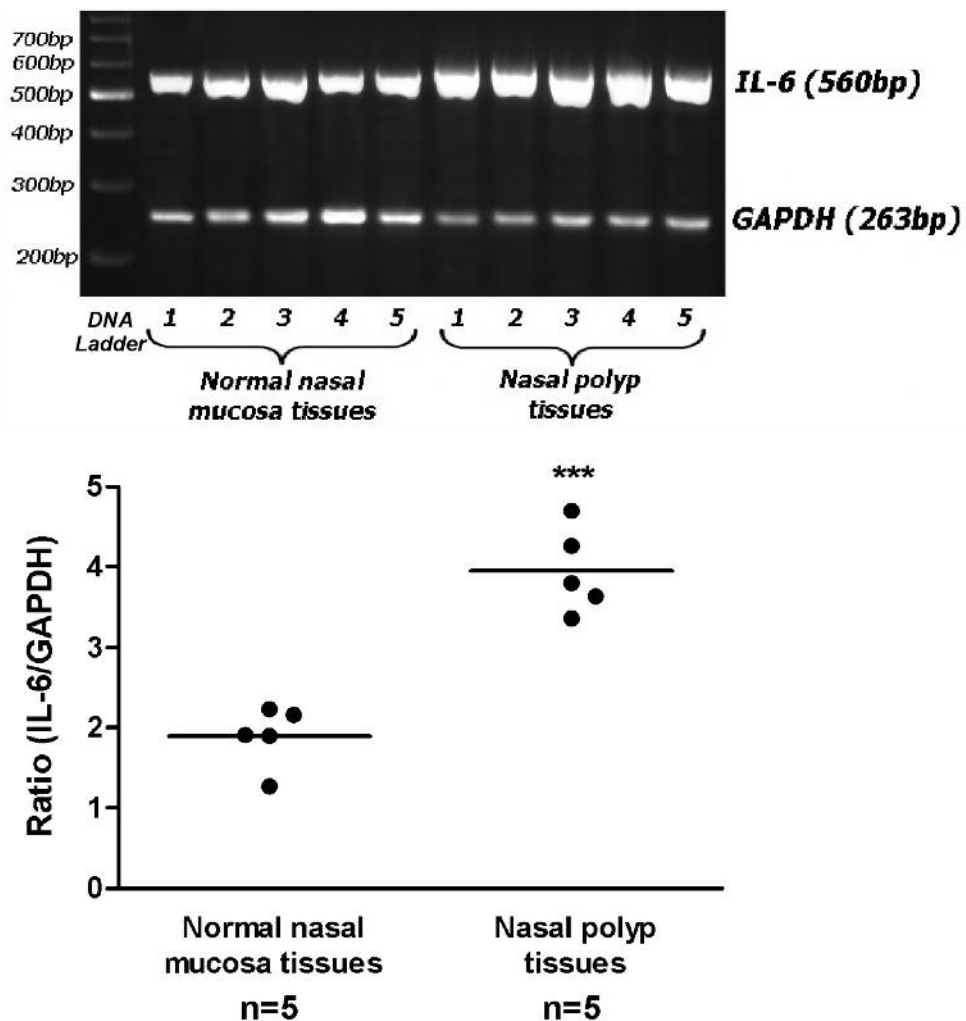 700bp
600bp
500bp
400bp
300bp
200bp
IL-6 (560bp)
GAPDH (263bp)
DNA
Ladder
1 2 3 4 5 1 2 3 4 5
Normal nasal
mucosa tissues
Nasal polyp
tissues
***
5
4
3
2
1
0
Ratio (IL-6/GAPDH)
Normal nasal
mucosa tissues
n=5
Nasal polyp
tissues
n=5